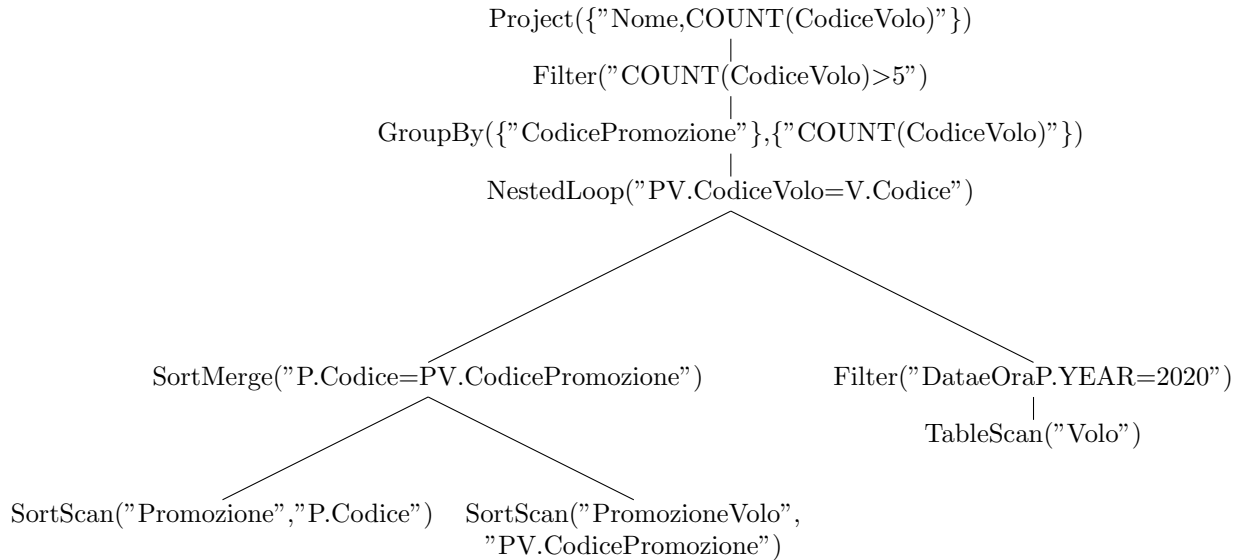 Project({"Nome,COUNT(CodiceVolo)"})
Filter("COUNT(CodiceVolo)>5")
GroupBy({"CodicePromozione"},{"COUNT(CodiceVolo)"})
NestedLoop("PV.CodiceVolo=V.Codice")
SortMerge("P.Codice=PV.CodicePromozione")
Filter("DataeOraP.YEAR=2020")
TableScan("Volo")
SortScan("Promozione","P.Codice")
SortScan("PromozioneVolo",
"PV.CodicePromozione")